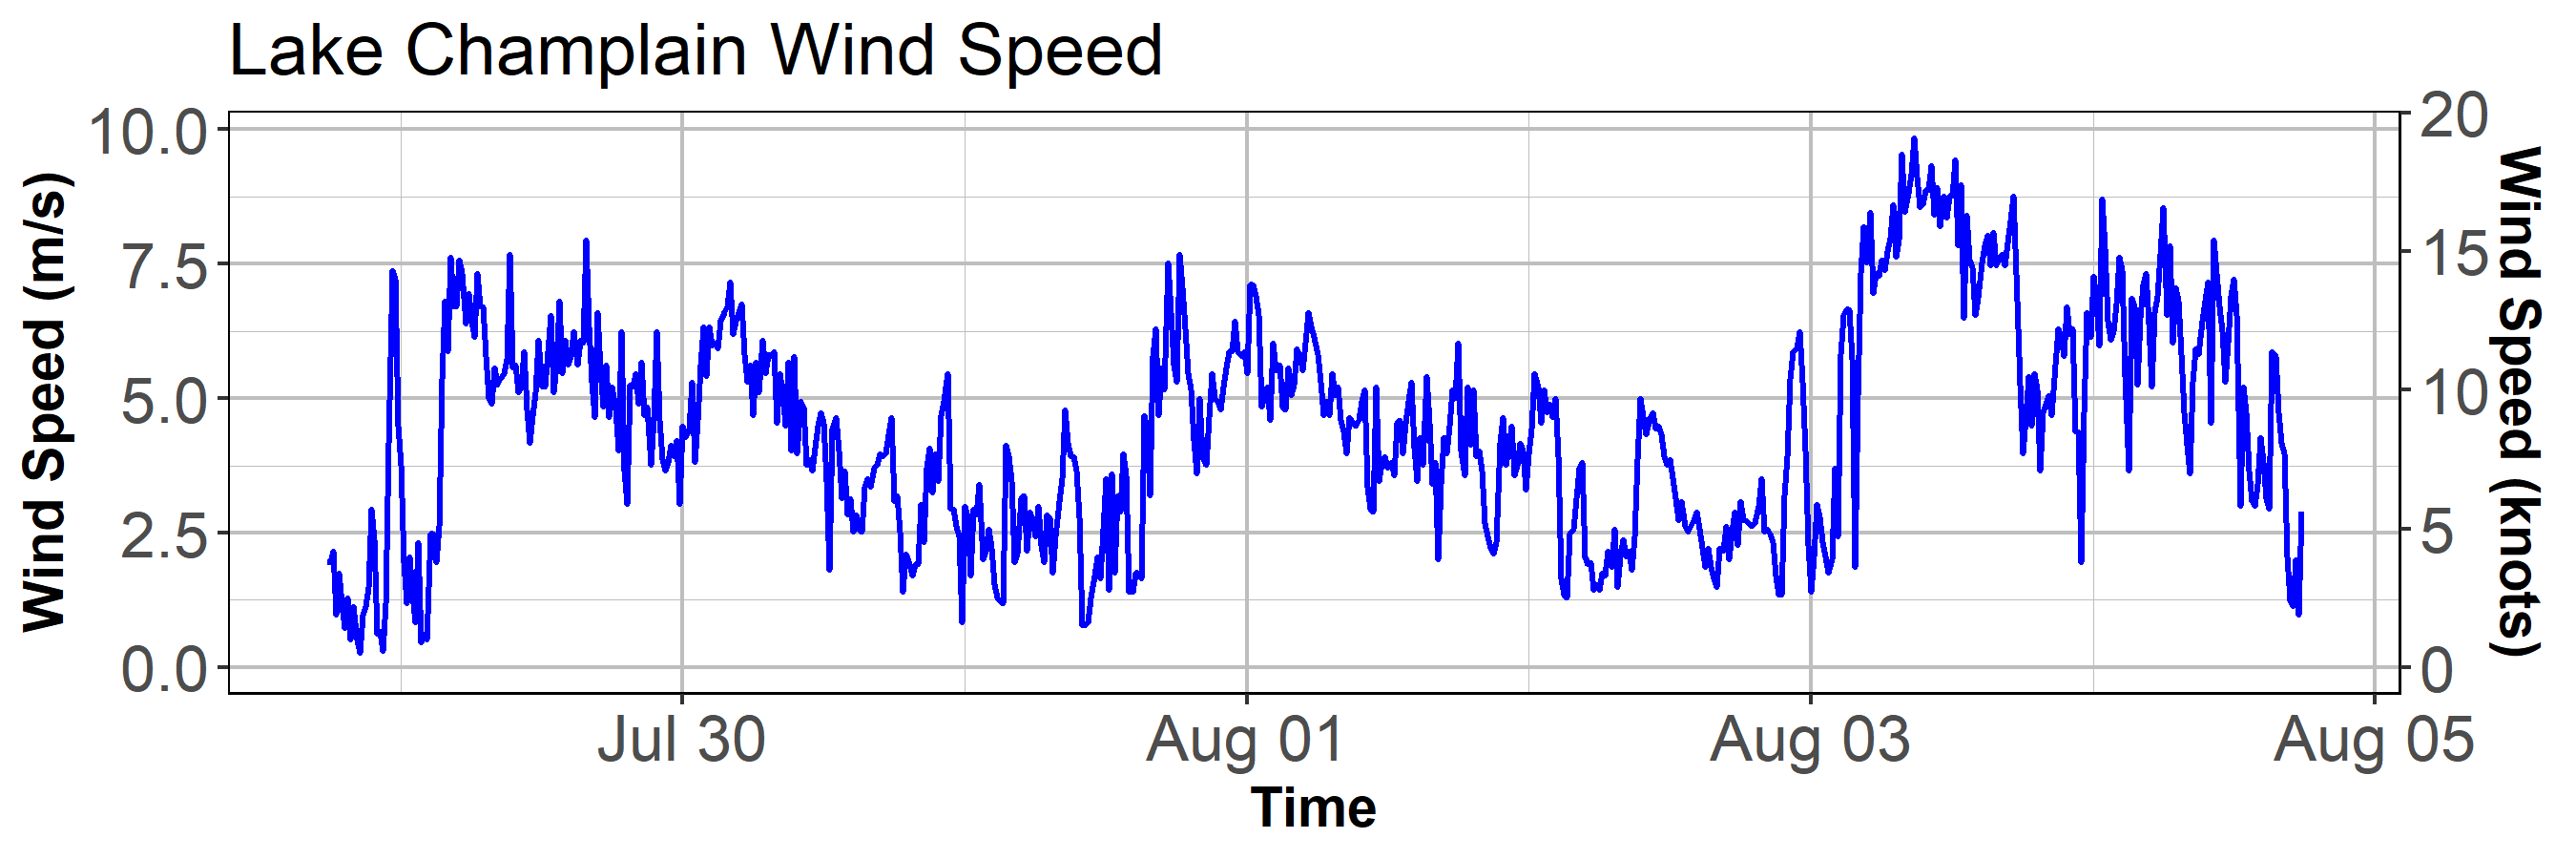 Lake Champlain Wind Speed
Wind Speed (m/s)
10.0
7.5
5.0
2.5
0.0
20
15
10
5
0
Wind Speed (knots)
Jul 30
Aug 01
Aug 03
Aug 05
Time